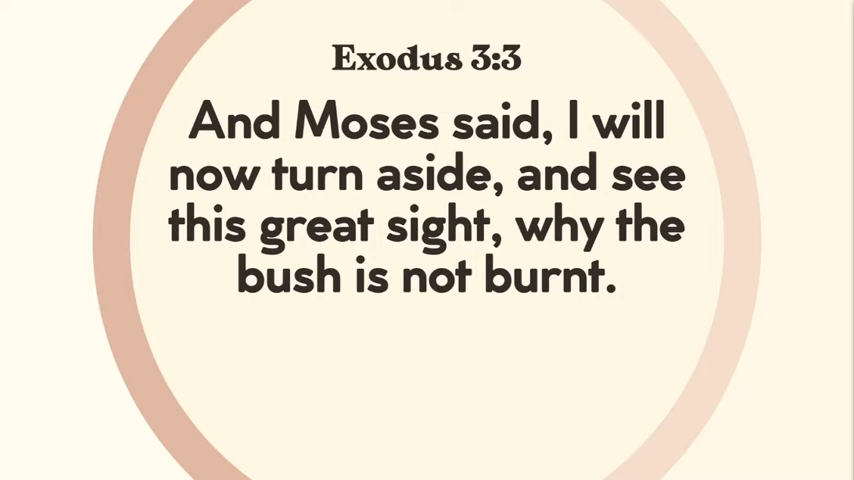 Exodus 3:3
And Moses said, I will
now turn aside, and see
this great sight, why the
bush is not burnt.